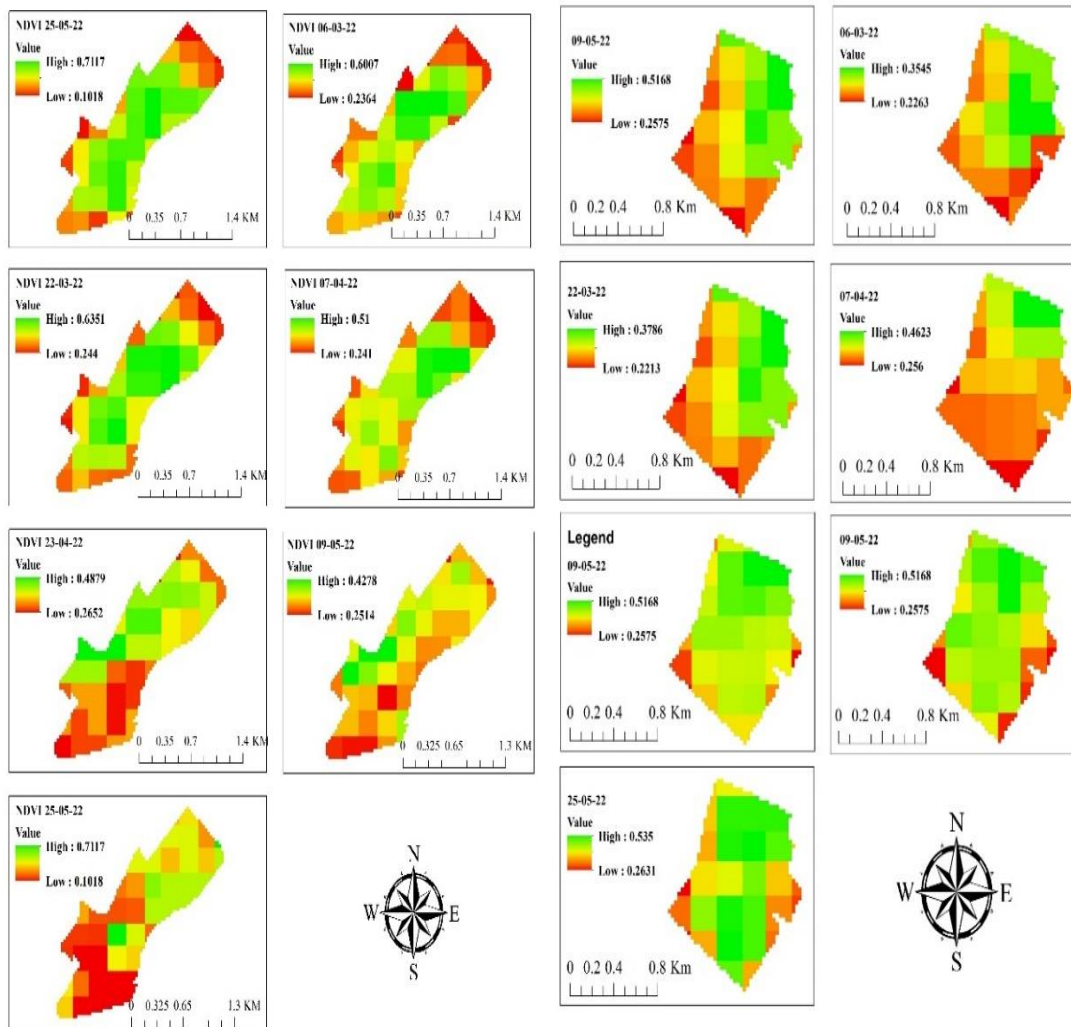 NDVI 25-05-22
Value
High : 0.7117
Low : 0.1018
0 0.35 0.7 1.4 KM
NDVI 06-03-22
Value
High : 0.6007
Low : 0.2364
0 0.35 0.7 1.4 KM
09-05-22
Value
High : 0.5168
Low : 0.2575
0 0.2 0.4 0.8 Km
06-03-22
Value
High : 0.3545
Low : 0.2263
0 0.2 0.4 0.8 Km
NDVI 22-03-22
Value
High : 0.6351
Low : 0.244
0 0.35 0.7 1.4 KM
NDVI 07-04-22
Value
High : 0.51
Low : 0.241
0 0.35 0.7 1.4 KM
22-03-22
Value
High : 0.3786
Low : 0.2213
0 0.2 0.4 0.8 Km
07-04-22
Value
High : 0.4623
Low : 0.256
0 0.2 0.4 0.8 Km
NDVI 23-04-22
Value
High : 0.4879
Low : 0.2652
0 0.35 0.7 1.4 KM
NDVI 09-05-22
Value
High : 0.4278
Low : 0.2514
0 0.325 0.65 1.3 KM
Legend
09-05-22
Value
High : 0.5168
Low : 0.2575
0 0.2 0.4 0.8 Km
09-05-22
Value
High : 0.5168
Low : 0.2575
0 0.2 0.4 0.8 Km
NDVI 25-05-22
Value
High : 0.7117
Low : 0.1018
0 0.325 0.65 1.3 KM
N
W E
S
25-05-22
Value
High : 0.535
Low : 0.2631
0 0.2 0.4 0.8 Km
N
W E
S